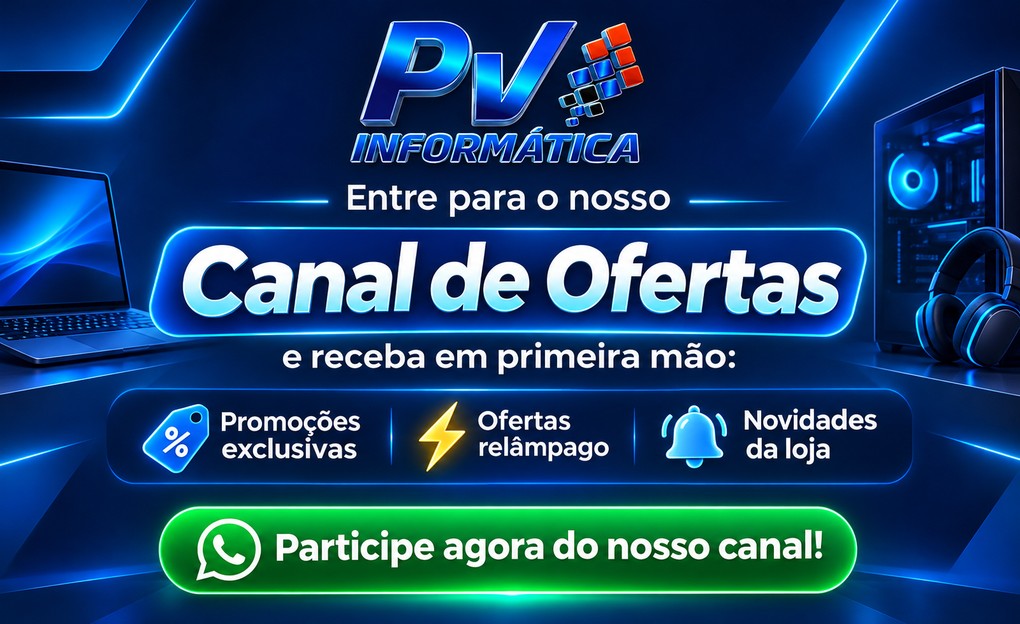 PV
INFORMÁTICA
Entre para o nosso
Canal de Ofertas
e receba em primeira mão:
Promoções
exclusivas
Ofertas
relâmpago
Novidades
da loja
Participe agora do nosso canal!